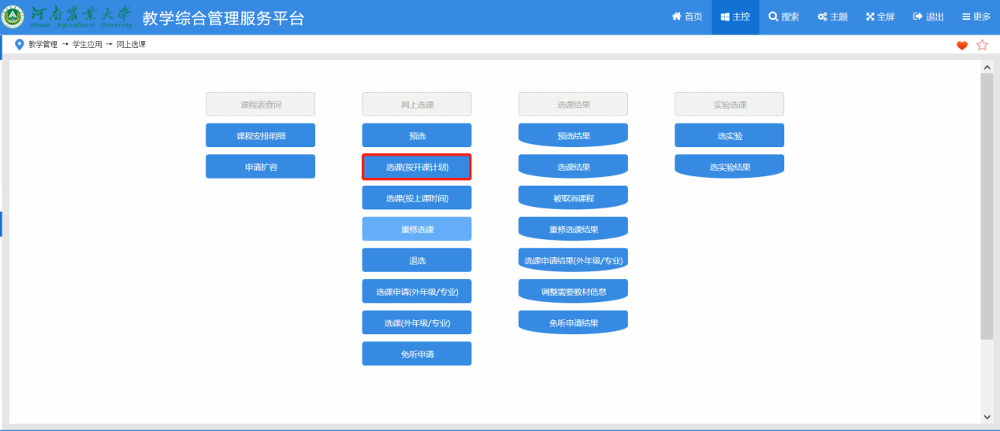 河南农业大学
Henan Agricultural University
教学综合管理服务平台
首页 主控 搜索 主题 全屏 退出 更多
教学管理 → 学生应用 → 网上选课
课程表查询 网上选课 选课结果 实验选课
课程安排明细 预选 预选结果 选实验
申请扩容 选课(按开课计划) 选课结果 选实验结果
选课(按上课时间) 被取消课程
重修选课 重修选课结果
退选 选课申请结果(外年级/专业)
选课申请(外年级/专业) 调整需要教材信息
选课(外年级/专业) 免听申请结果
免听申请